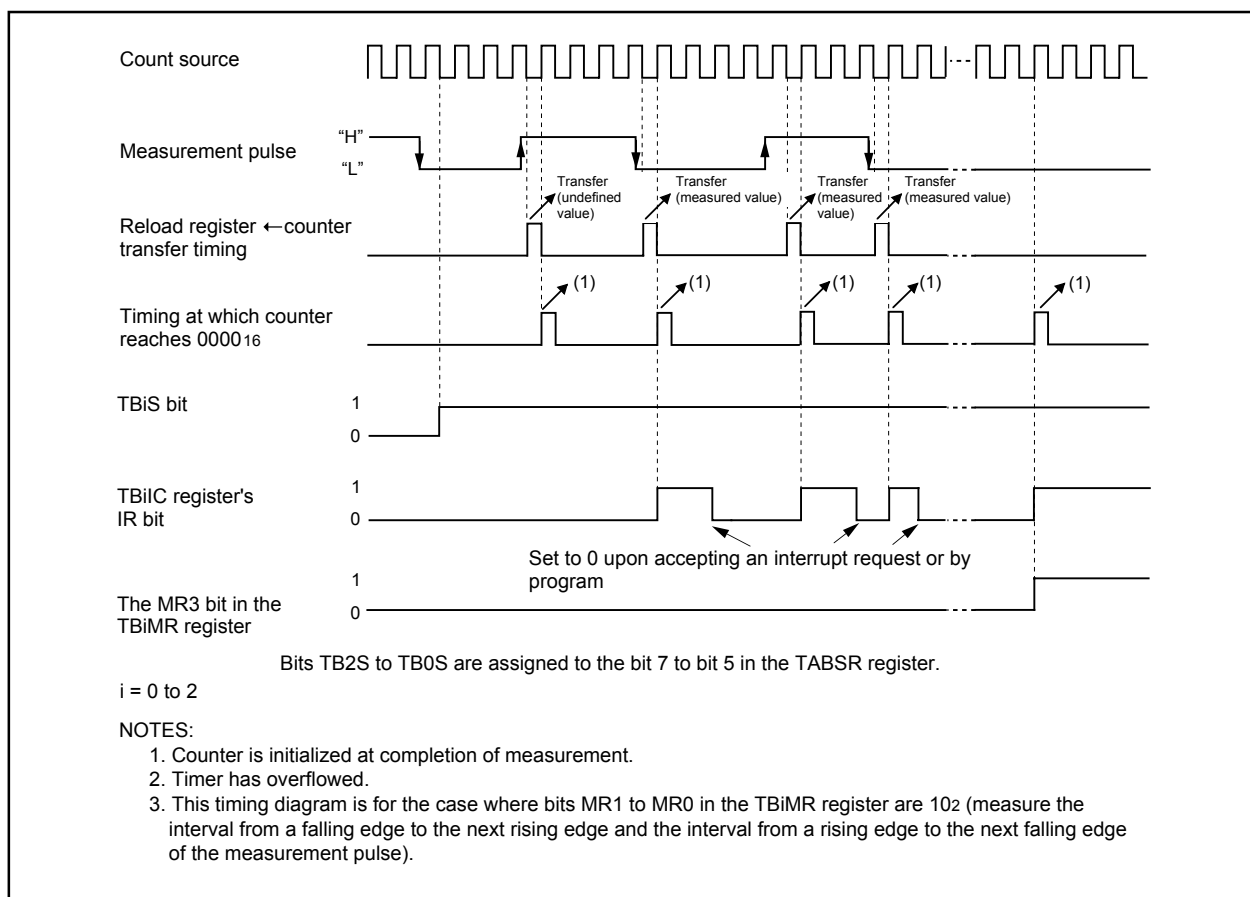 Count source
Measurement pulse
“H”
“L”
Transfer
(undefined
value)
Transfer
(measured value)
Transfer
(measured
value)
Transfer
(measured value)
Reload register ←counter
transfer timing
(1)
(1)
(1)
(1)
(1)
Timing at which counter
reaches 000016
TBiS bit
1
0
TBiIC register's
IR bit
1
0
Set to 0 upon accepting an interrupt request or by
program
The MR3 bit in the
TBiMR register
1
0
Bits TB2S to TB0S are assigned to the bit 7 to bit 5 in the TABSR register.
i = 0 to 2
NOTES:
1. Counter is initialized at completion of measurement.
2. Timer has overflowed.
3. This timing diagram is for the case where bits MR1 to MR0 in the TBiMR register are 102 (measure the
interval from a falling edge to the next rising edge and the interval from a rising edge to the next falling edge
of the measurement pulse).